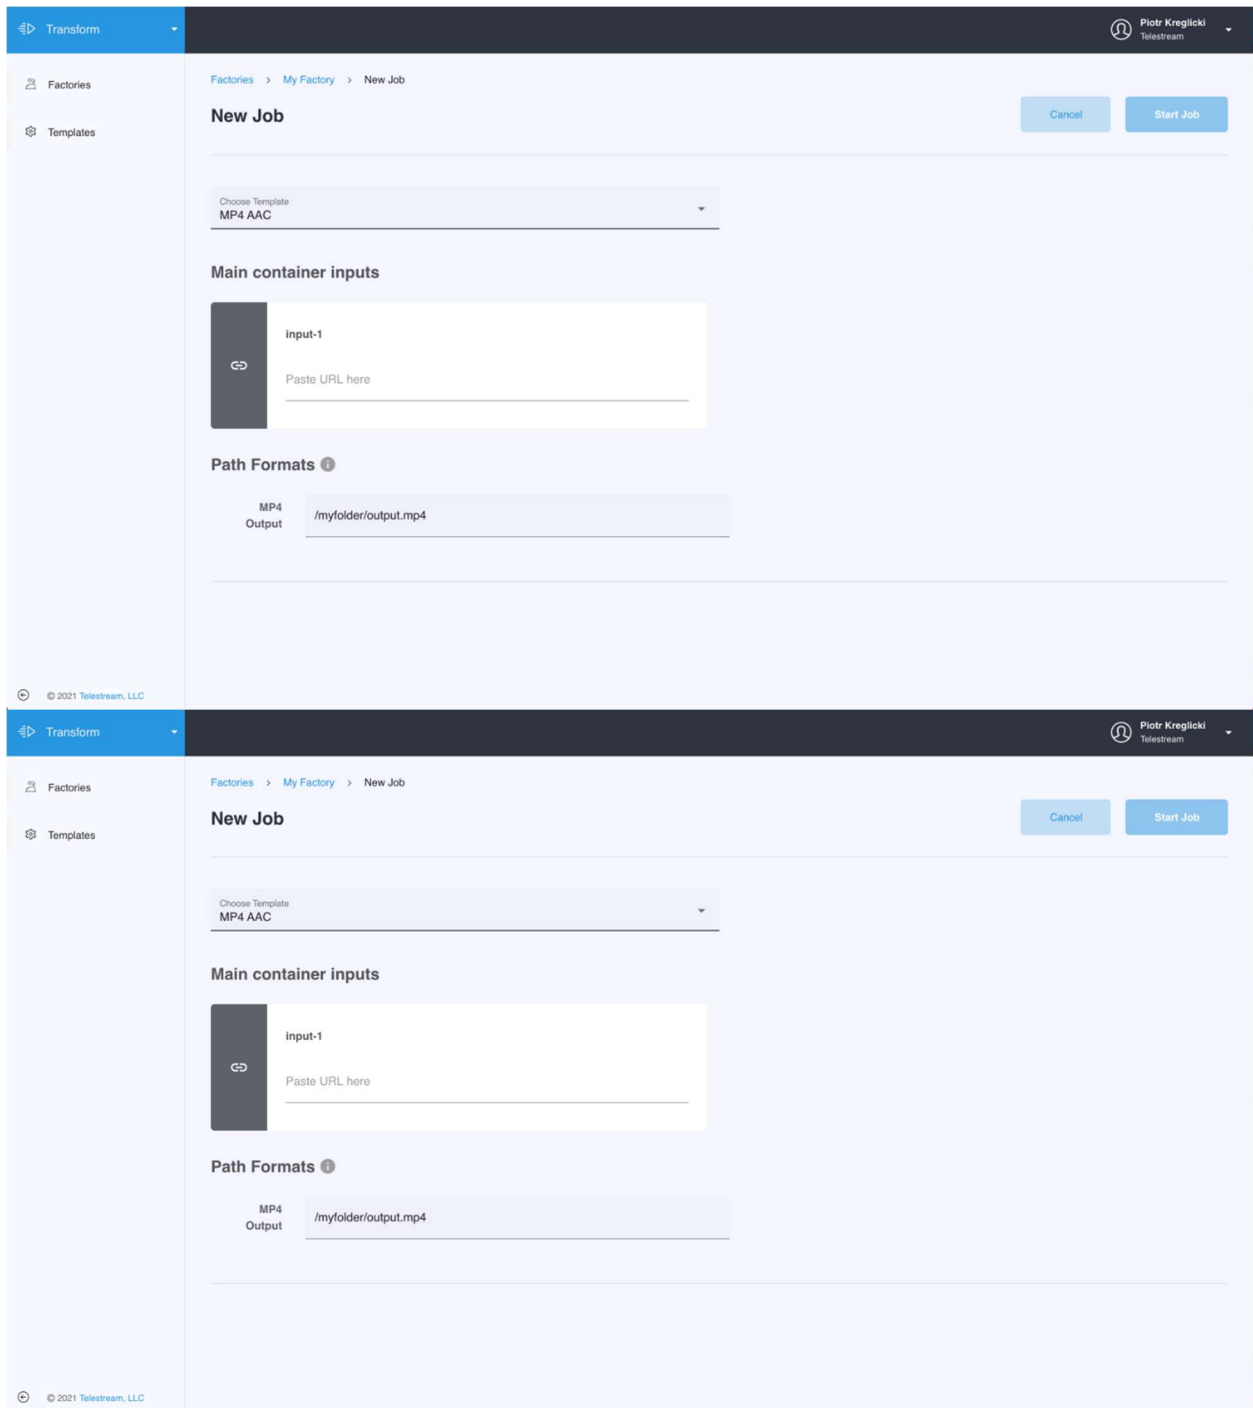 Transform
Piotr Kreglicki
Telestream
Factories
Templates
Factories > My Factory > New Job
New Job
Cancel
Start Job
Choose Template
MP4 AAC
Main container inputs
input-1
Paste URL here
Path Formats
MP4
Output
/myfolder/output.mp4
© 2021 Telestream, LLC
Transform
Piotr Kreglicki
Telestream
Factories
Templates
Factories > My Factory > New Job
New Job
Cancel
Start Job
Choose Template
MP4 AAC
Main container inputs
input-1
Paste URL here
Path Formats
MP4
Output
/myfolder/output.mp4
© 2021 Telestream, LLC